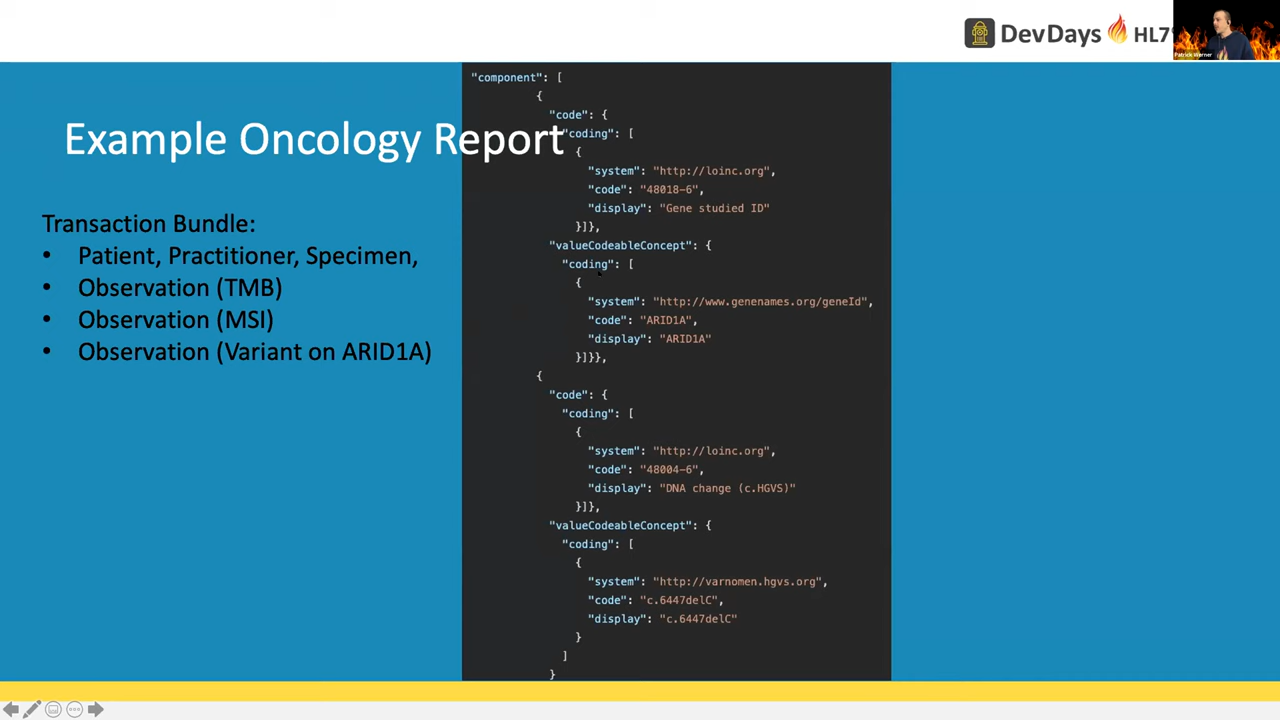 DevDays HL7
Patrick Werner
Example Oncology Report
Transaction Bundle:
• Patient, Practitioner, Specimen,
• Observation (TMB)
• Observation (MSI)
• Observation (Variant on ARID1A)
"component": [
{
"code": {
"coding": [
{
"system": "http://loinc.org",
"code": "48018-6",
"display": "Gene studied ID"
}]},
"valueCodeableConcept": {
"coding": [
{
"system": "http://www.genenames.org/geneId",
"code": "ARID1A",
"display": "ARID1A"
}]}},
{
"code": {
"coding": [
{
"system": "http://loinc.org",
"code": "48004-6",
"display": "DNA change (c.HGVS)"
}]},
"valueCodeableConcept": {
"coding": [
{
"system": "http://varnomen.hgvs.org",
"code": "c.6447delC",
"display": "c.6447delC"
}
]
}